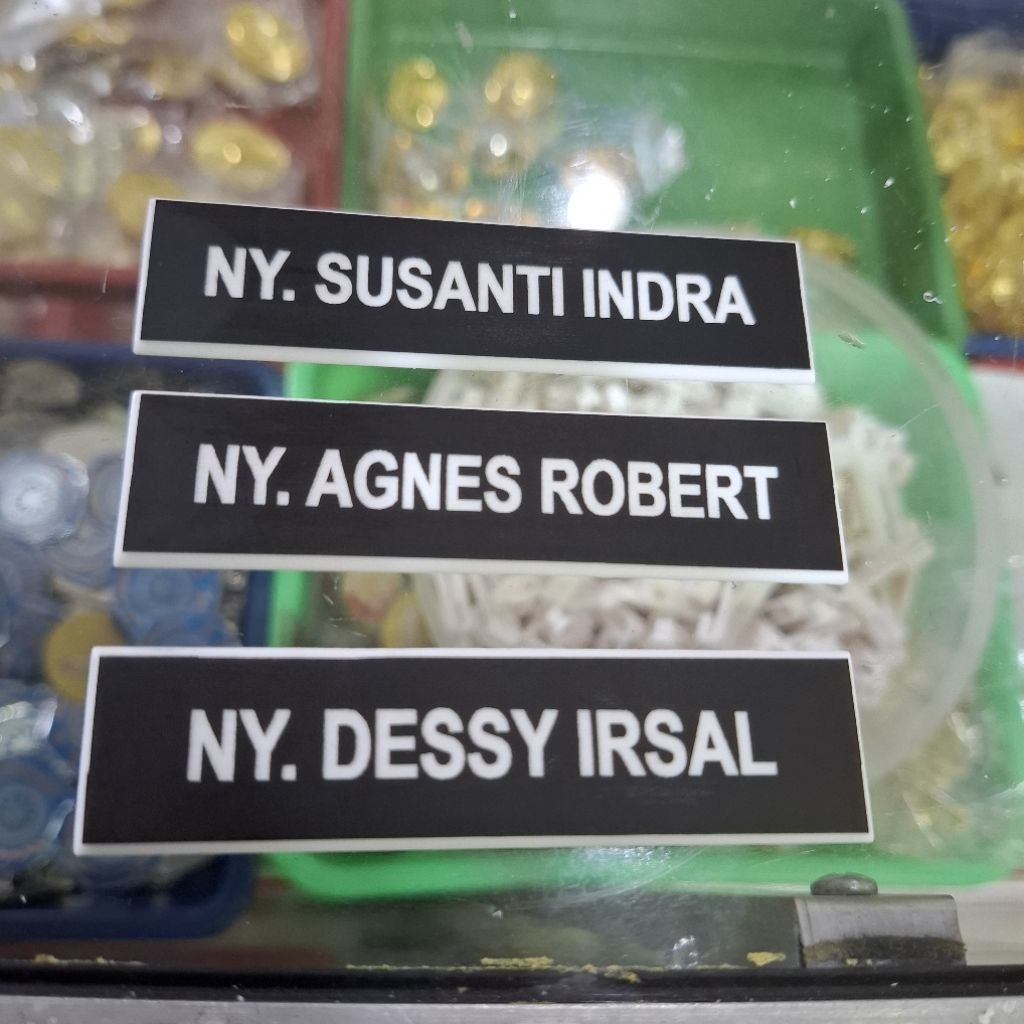 NY. SUSANTI INDRA
NY. AGNES ROBERT
NY. DESSY IRSAL